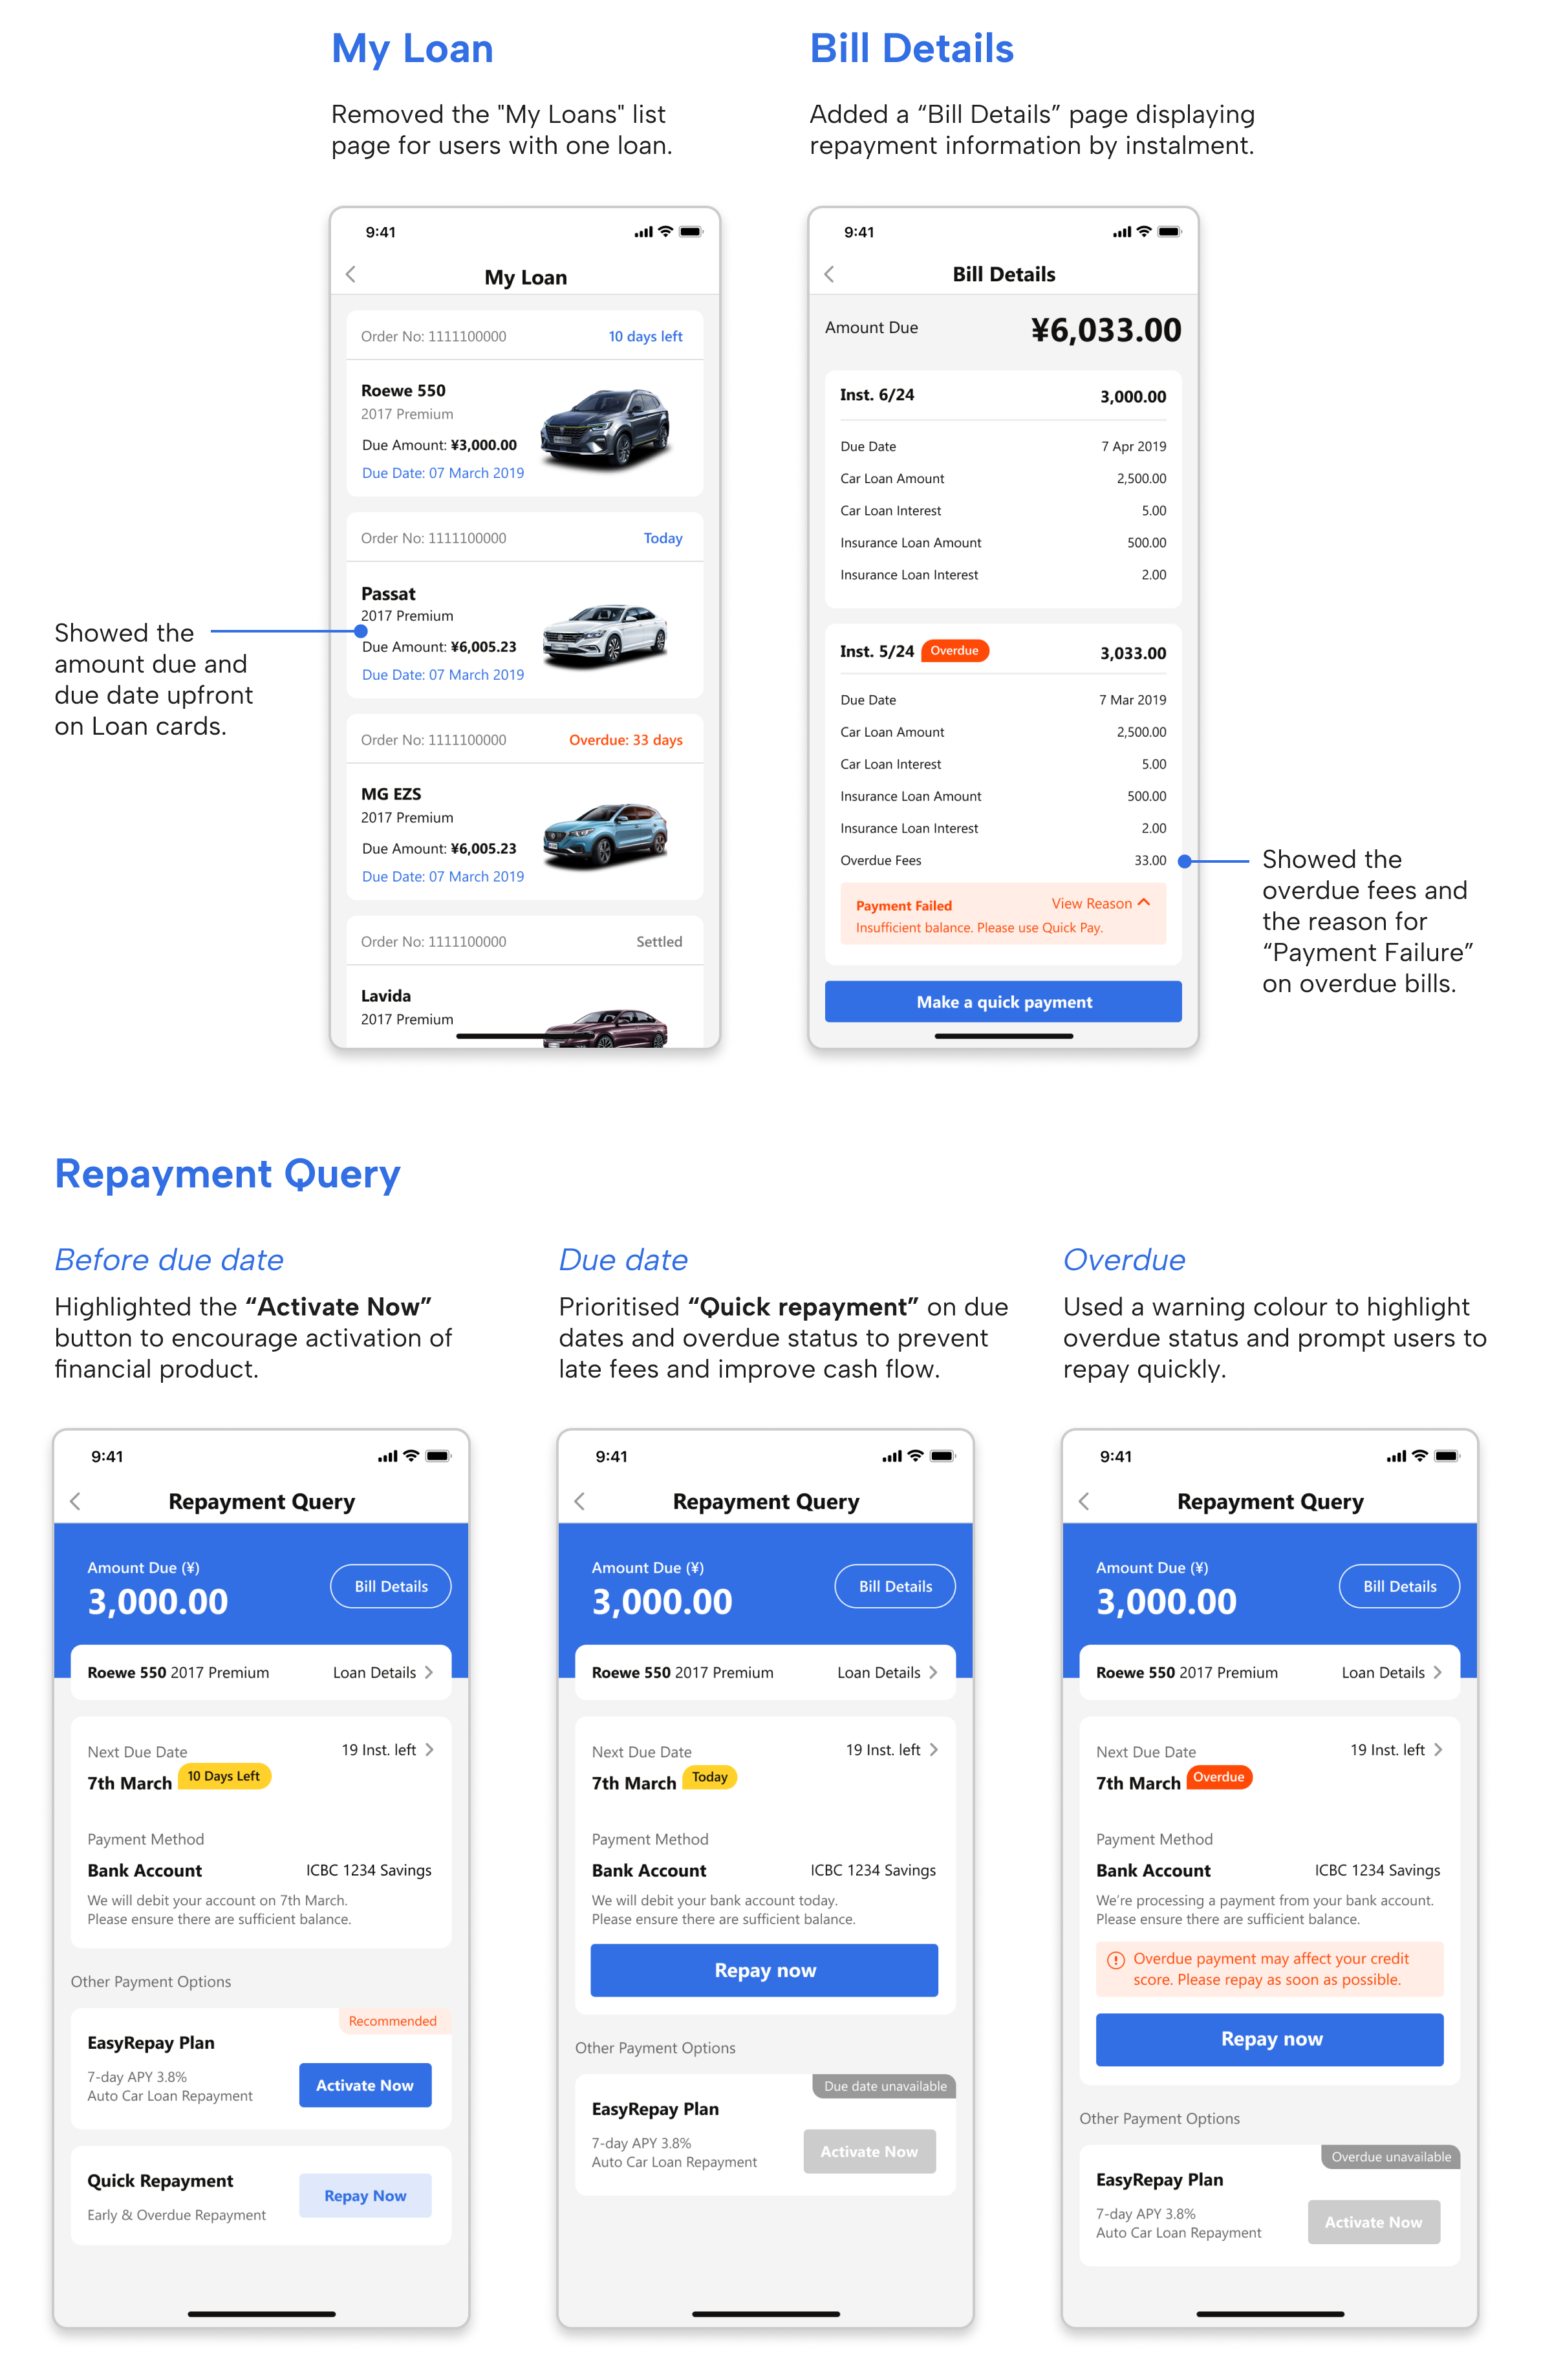 My Loan
Removed the "My Loans" list
page for users with one loan.
Bill Details
Added a “Bill Details” page displaying
repayment information by instalment.
9:41
My Loan
Order No: 1111100000 10 days left
Roewe 550
2017 Premium
Due Amount: ¥3,000.00
Due Date: 07 March 2019
Order No: 1111100000 Today
Passat
2017 Premium
Due Amount: ¥6,005.23
Due Date: 07 March 2019
Order No: 1111100000 Overdue: 33 days
MG EZS
2017 Premium
Due Amount: ¥6,005.23
Due Date: 07 March 2019
Order No: 1111100000 Settled
Lavida
2017 Premium
Showed the
amount due and
due date upfront
on Loan cards.
9:41
Bill Details
Amount Due ¥6,033.00
Inst. 6/24 3,000.00
Due Date 7 Apr 2019
Car Loan Amount 2,500.00
Car Loan Interest 5.00
Insurance Loan Amount 500.00
Insurance Loan Interest 2.00
Inst. 5/24 Overdue 3,033.00
Due Date 7 Mar 2019
Car Loan Amount 2,500.00
Car Loan Interest 5.00
Insurance Loan Amount 500.00
Insurance Loan Interest 2.00
Overdue Fees 33.00
Payment Failed View Reason
Insufficient balance. Please use Quick Pay.
Make a quick payment
Showed the
overdue fees and
the reason for
“Payment Failure”
on overdue bills.
Repayment Query
Before due date
Highlighted the “Activate Now”
button to encourage activation of
financial product.
Due date
Prioritised “Quick repayment” on due
dates and overdue status to prevent
late fees and improve cash flow.
Overdue
Used a warning colour to highlight
overdue status and prompt users to
repay quickly.
9:41
Repayment Query
Amount Due (¥)
3,000.00
Bill Details
Roewe 550 2017 Premium Loan Details
Next Due Date 19 Inst. left
7th March 10 Days Left
Payment Method
Bank Account ICBC 1234 Savings
We will debit your account on 7th March.
Please ensure there are sufficient balance.
Other Payment Options
Recommended
EasyRepay Plan
7-day APY 3.8%
Auto Car Loan Repayment
Activate Now
Quick Repayment
Early & Overdue Repayment
Repay Now
9:41
Repayment Query
Amount Due (¥)
3,000.00
Bill Details
Roewe 550 2017 Premium Loan Details
Next Due Date 19 Inst. left
7th March Today
Payment Method
Bank Account ICBC 1234 Savings
We will debit your bank account today.
Please ensure there are sufficient balance.
Repay now
Other Payment Options
Due date unavailable
EasyRepay Plan
7-day APY 3.8%
Auto Car Loan Repayment
Activate Now
9:41
Repayment Query
Amount Due (¥)
3,000.00
Bill Details
Roewe 550 2017 Premium Loan Details
Next Due Date 19 Inst. left
7th March Overdue
Payment Method
Bank Account ICBC 1234 Savings
We’re processing a payment from your bank account.
Please ensure there are sufficient balance.
Overdue payment may affect your credit
score. Please repay as soon as possible.
Repay now
Other Payment Options
Overdue unavailable
EasyRepay Plan
7-day APY 3.8%
Auto Car Loan Repayment
Activate Now